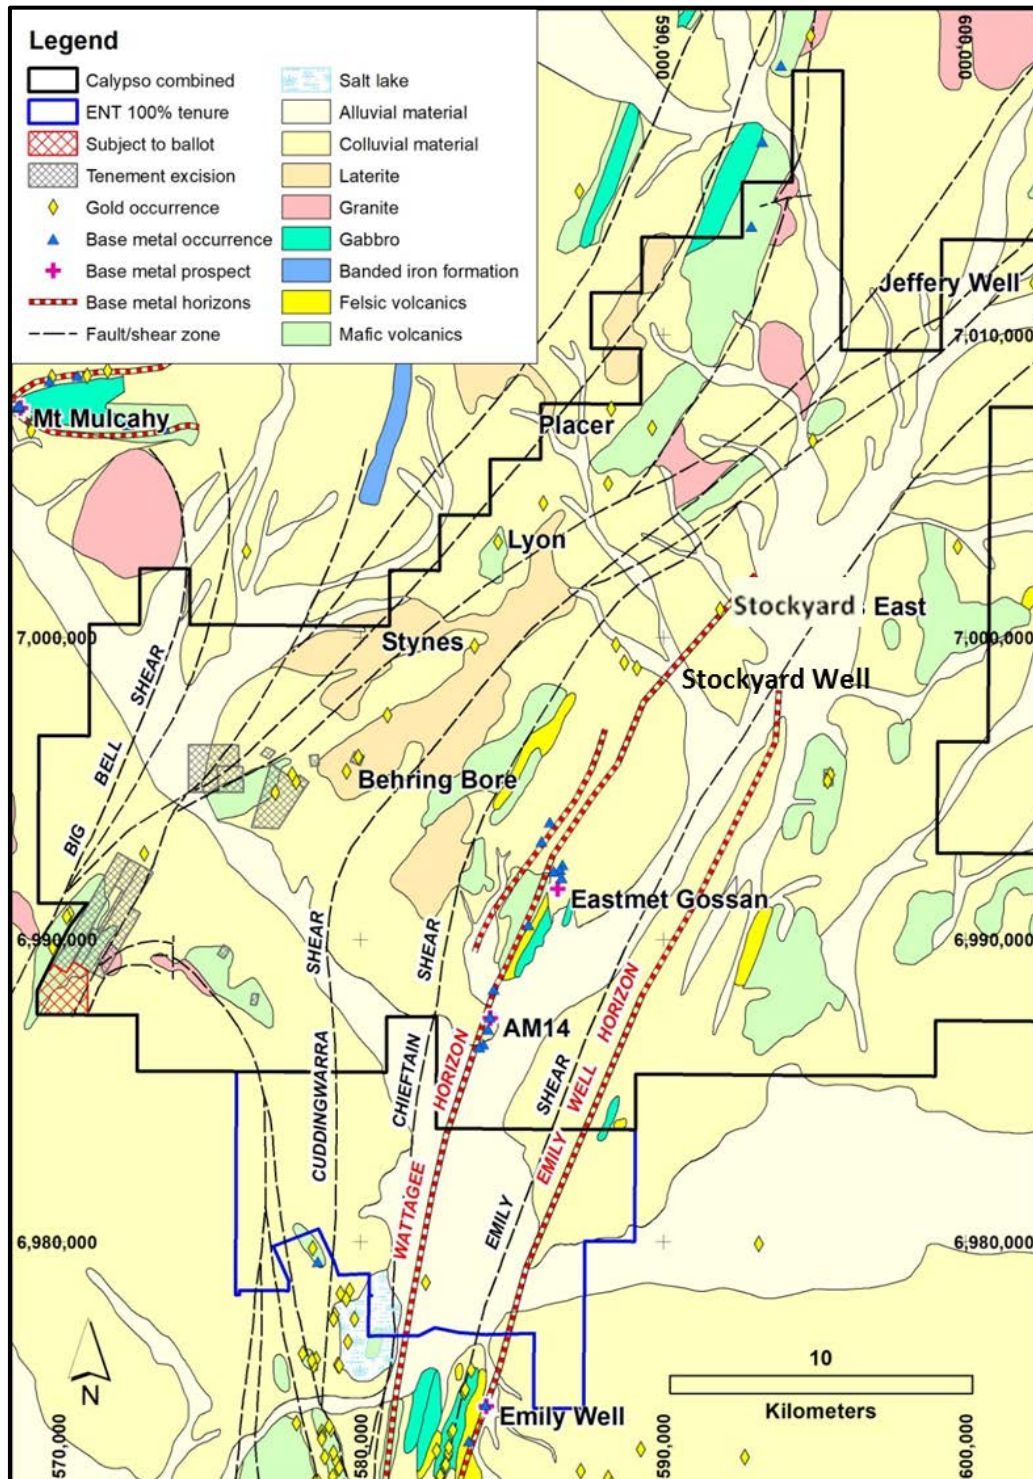 Legend
Calypso combined
ENT 100% tenure
Subject to ballot
Tenement excision
Gold occurrence
Base metal occurrence
Base metal prospect
Base metal horizons
Fault/shear zone
Salt lake
Alluvial material
Colluvial material
Laterite
Granite
Gabbro
Banded iron formation
Felsic volcanics
Mafic volcanics
590,000
600,000
Jeffery Well
7,010,000
7,010,000
Mt Mulcahy
Placer
Lyon
Stockyard East
7,000,000
Stynes
7,000,000
Stockyard Well
BIG BELL SHEAR
Behring Bore
Eastmet Gossan
6,990,000
6,990,000
CUDDINGWARRA SHEAR
CHIEFTAIN SHEAR
WATTAGEE HORIZON
AM14
EMILY SHEAR
EMILY WELL HORIZON
6,980,000
6,980,000
10
Kilometers
N
Emily Well
570,000
580,000
590,000
600,000